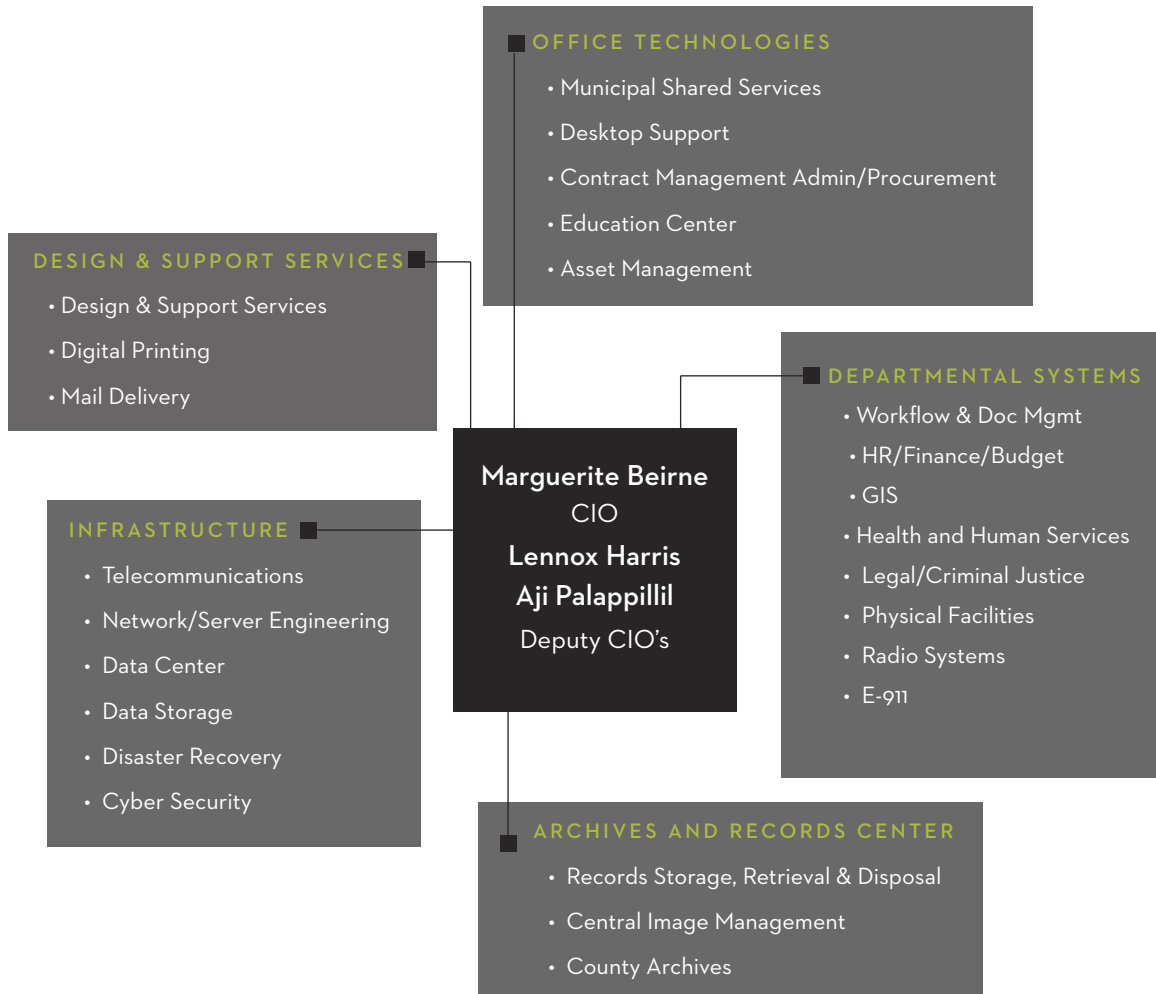 OFFICE TECHNOLOGIES
• Municipal Shared Services
• Desktop Support
• Contract Management Admin/Procurement
• Education Center
• Asset Management
DESIGN & SUPPORT SERVICES
• Design & Support Services
• Digital Printing
• Mail Delivery
DEPARTMENTAL SYSTEMS
• Workflow & Doc Mgmt
• HR/Finance/Budget
• GIS
• Health and Human Services
• Legal/Criminal Justice
• Physical Facilities
• Radio Systems
• E-911
Marguerite Beirne
CIO
Lennox Harris
Aji Palappillil
Deputy CIO's
INFRASTRUCTURE
• Telecommunications
• Network/Server Engineering
• Data Center
• Data Storage
• Disaster Recovery
• Cyber Security
ARCHIVES AND RECORDS CENTER
• Records Storage, Retrieval & Disposal
• Central Image Management
• County Archives